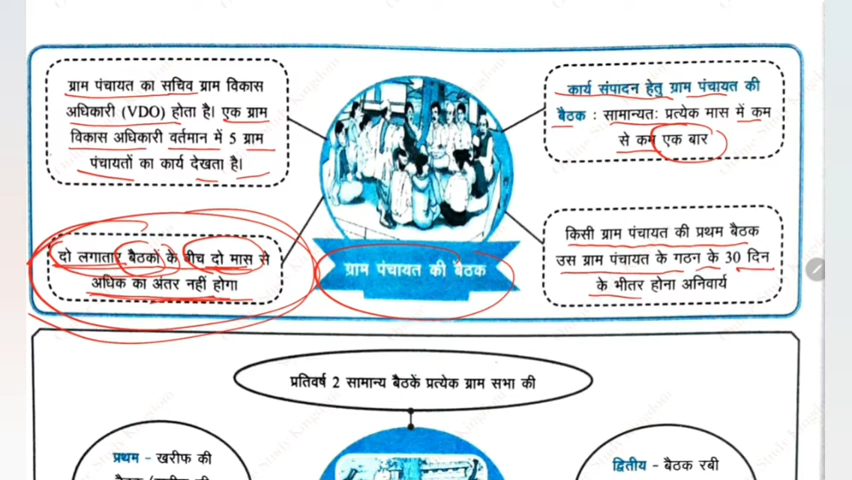 ग्राम पंचायत का सचिव ग्राम विकास
अधिकारी (VDO) होता है। एक ग्राम
विकास अधिकारी वर्तमान में 5 ग्राम
पंचायतों का कार्य देखता है।
कार्य संपादन हेतु ग्राम पंचायत की
बैठक : सामान्यतः प्रत्येक मास में कम
से कम एक बार
दो लगातार बैठकों के बीच दो मास से
अधिक का अंतर नहीं होगा
ग्राम पंचायत की बैठक
किसी ग्राम पंचायत की प्रथम बैठक
उस ग्राम पंचायत के गठन के 30 दिन
के भीतर होना अनिवार्य
प्रतिवर्ष 2 सामान्य बैठकें प्रत्येक ग्राम सभा की
प्रथम - खरीफ की
द्वितीय - बैठक रबी